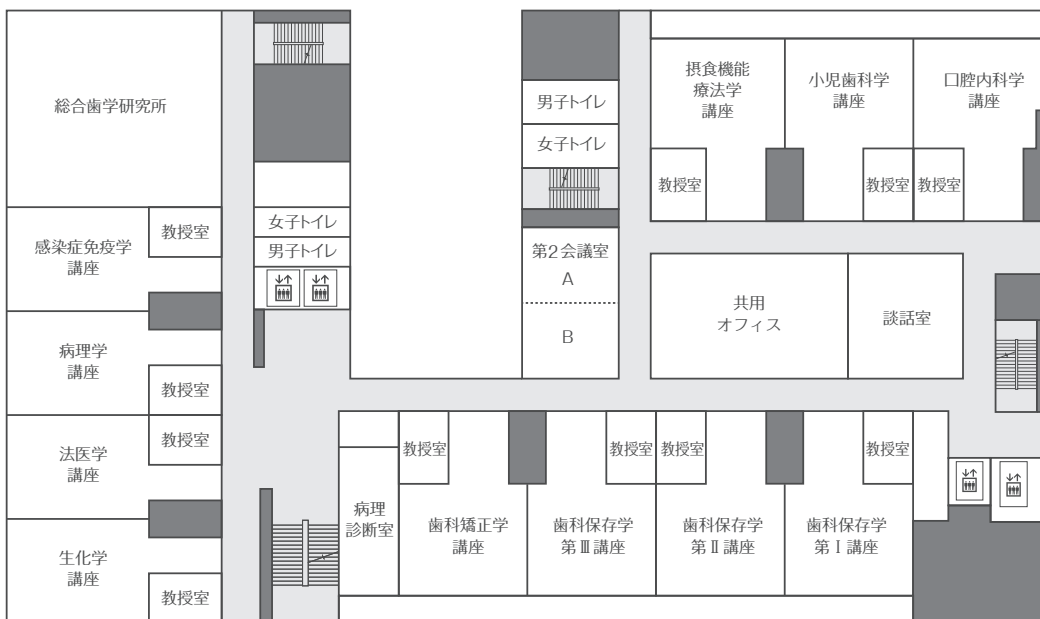 総合歯学研究所
男子トイレ
女子トイレ
摂食機能
療法学
講座
小児歯科学
講座
口腔内科学
講座
教授室
教授室
教授室
感染症免疫学
講座
教授室
女子トイレ
男子トイレ
第2会議室
A
B
共用
オフィス
談話室
病理学
講座
教授室
法医学
講座
教授室
生化学
講座
教授室
病理
診断室
教授室
歯科矯正学
講座
教授室
歯科保存学
第Ⅲ講座
教授室
歯科保存学
第Ⅱ講座
教授室
歯科保存学
第Ⅰ講座